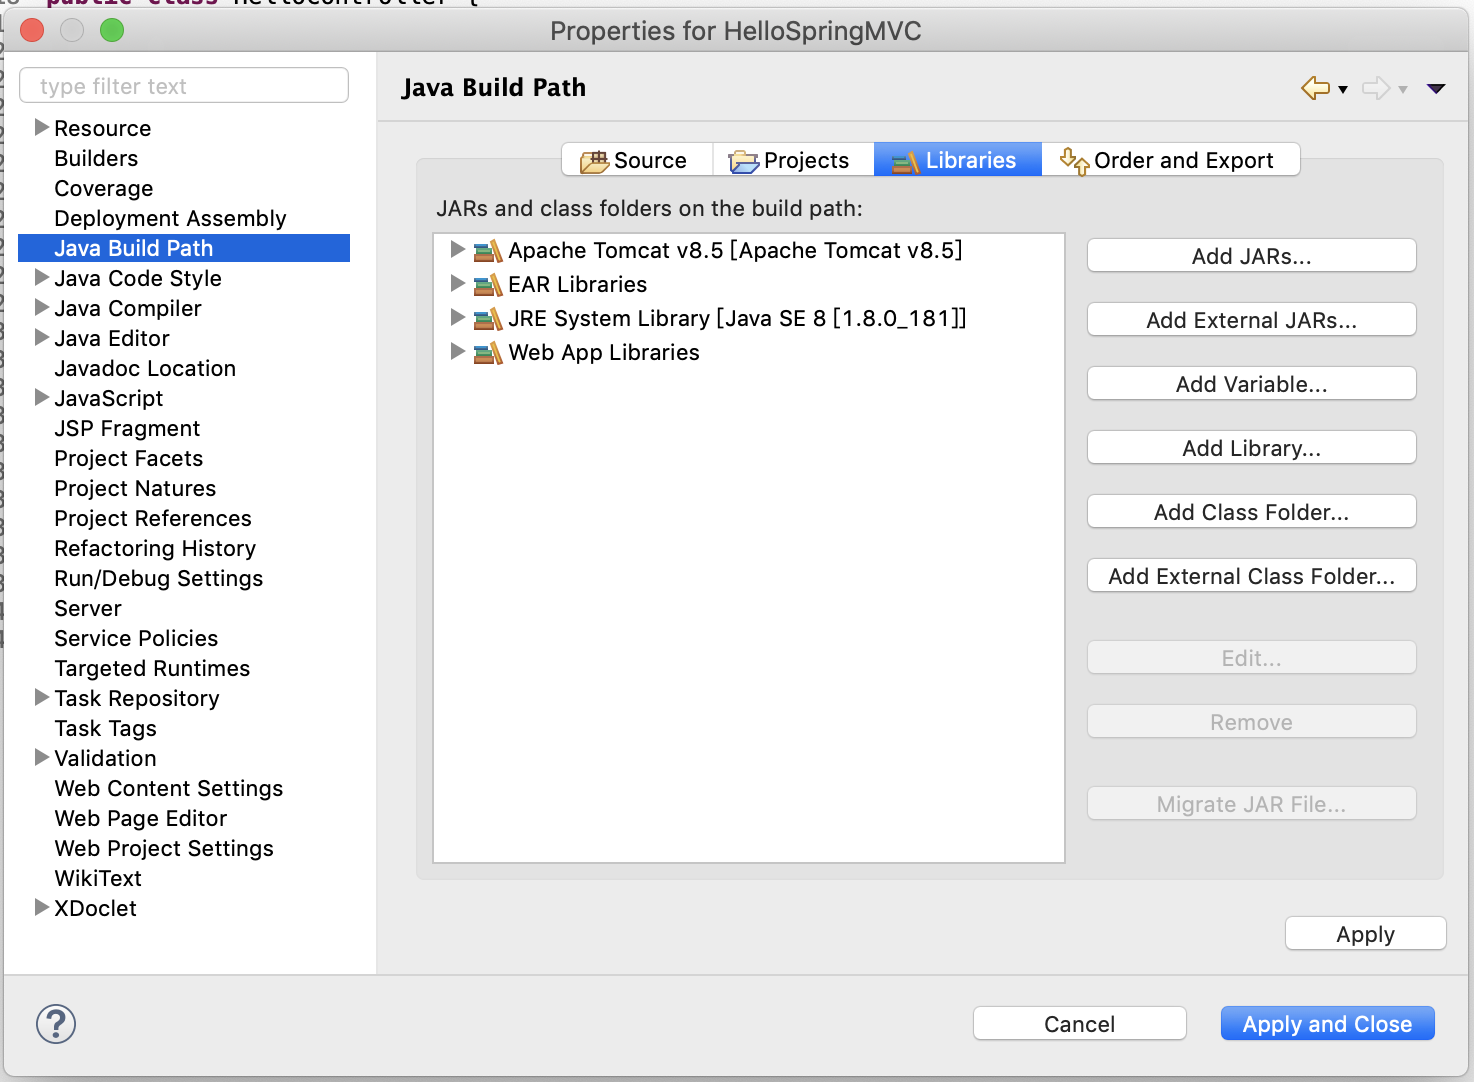 public class HelloController {
Properties for HelloSpringMVC
type filter text
Resource
Builders
Coverage
Deployment Assembly
Java Build Path
Java Code Style
Java Compiler
Java Editor
Javadoc Location
JavaScript
JSP Fragment
Project Facets
Project Natures
Project References
Refactoring History
Run/Debug Settings
Server
Service Policies
Targeted Runtimes
Task Repository
Task Tags
Validation
Web Content Settings
Web Page Editor
Web Project Settings
WikiText
XDoclet
Java Build Path
Source Projects Libraries Order and Export
JARs and class folders on the build path:
Apache Tomcat v8.5 [Apache Tomcat v8.5]
EAR Libraries
JRE System Library [Java SE 8 [1.8.0_181]]
Web App Libraries
Add JARs...
Add External JARs...
Add Variable...
Add Library...
Add Class Folder...
Add External Class Folder...
Edit...
Remove
Migrate JAR File...
Apply
?
Cancel
Apply and Close